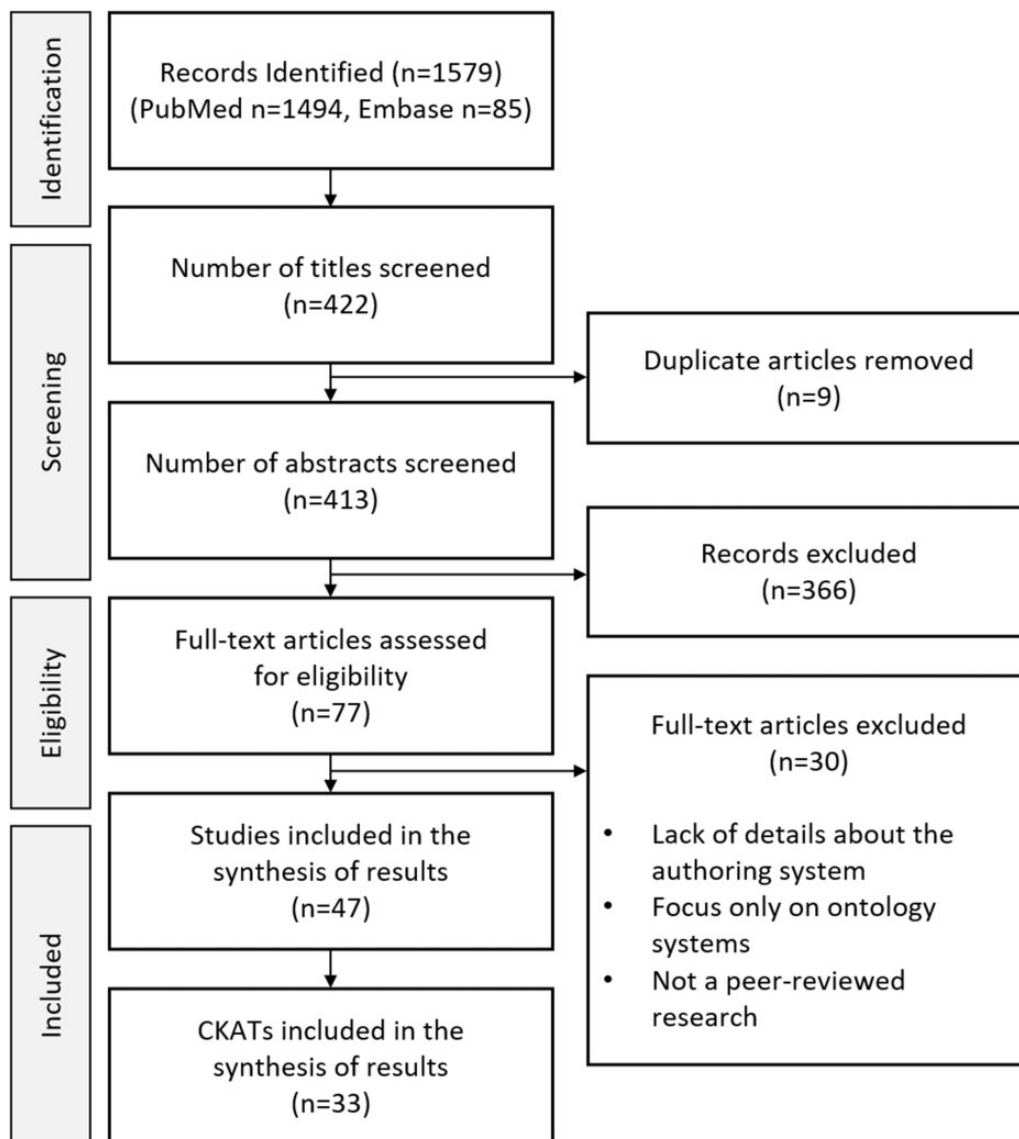 Identification
Records Identified (n=1579)
(PubMed n=1494, Embase n=85)
Screening
Number of titles screened
(n=422)
Duplicate articles removed
(n=9)
Number of abstracts screened
(n=413)
Records excluded
(n=366)
Eligibility
Full-text articles assessed
for eligibility
(n=77)
Full-text articles excluded
(n=30)
• Lack of details about the
authoring system
• Focus only on ontology
systems
• Not a peer-reviewed
research
Included
Studies included in the
synthesis of results
(n=47)
CKATs included in the
synthesis of results
(n=33)